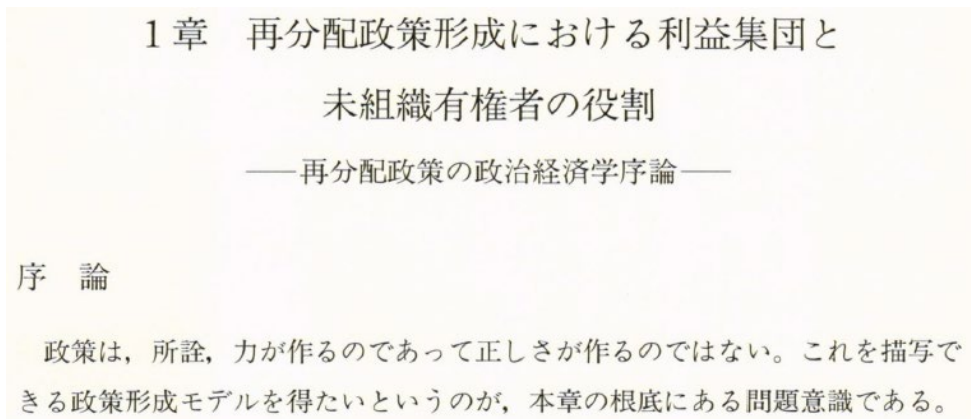 1章　再分配政策形成における利益集団と
未組織有権者の役割
――再分配政策の政治経済学序論――
序　論
政策は，所詮，力が作るのであって正しさが作るのではない。これを描写で
きる政策形成モデルを得たいというのが，本章の根底にある問題意識である。